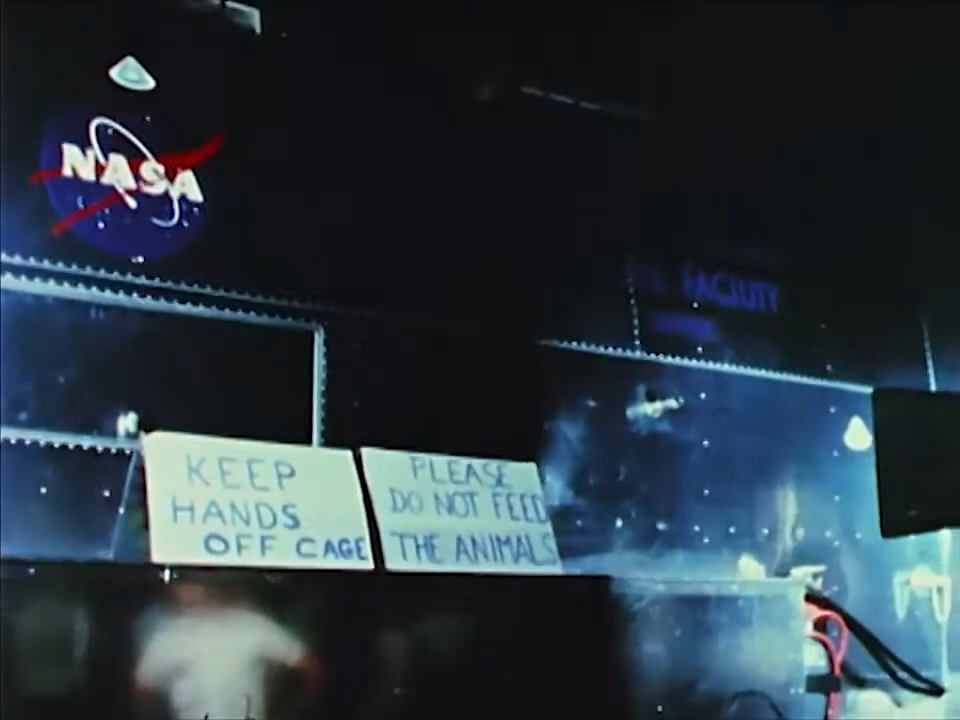 NASA
FACILITY
KEEP
HANDS
OFF CAGE
PLEASE
DO NOT FEED
THE ANIMALS